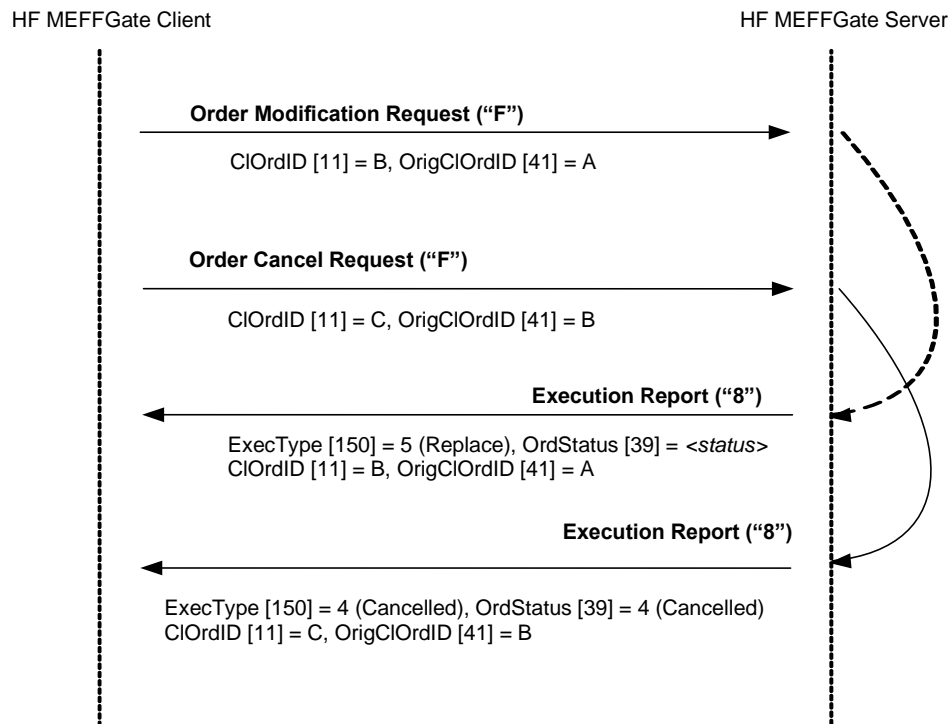 HF MEFFGate Client
HF MEFFGate Server
Order Modification Request (“F”)
ClOrdID [11] = B, OrigClOrdID [41] = A
Order Cancel Request (“F”)
ClOrdID [11] = C, OrigClOrdID [41] = B
Execution Report (“8”)
ExecType [150] = 5 (Replace), OrdStatus [39] = <status>
ClOrdID [11] = B, OrigClOrdID [41] = A
Execution Report (“8”)
ExecType [150] = 4 (Cancelled), OrdStatus [39] = 4 (Cancelled)
ClOrdID [11] = C, OrigClOrdID [41] = B